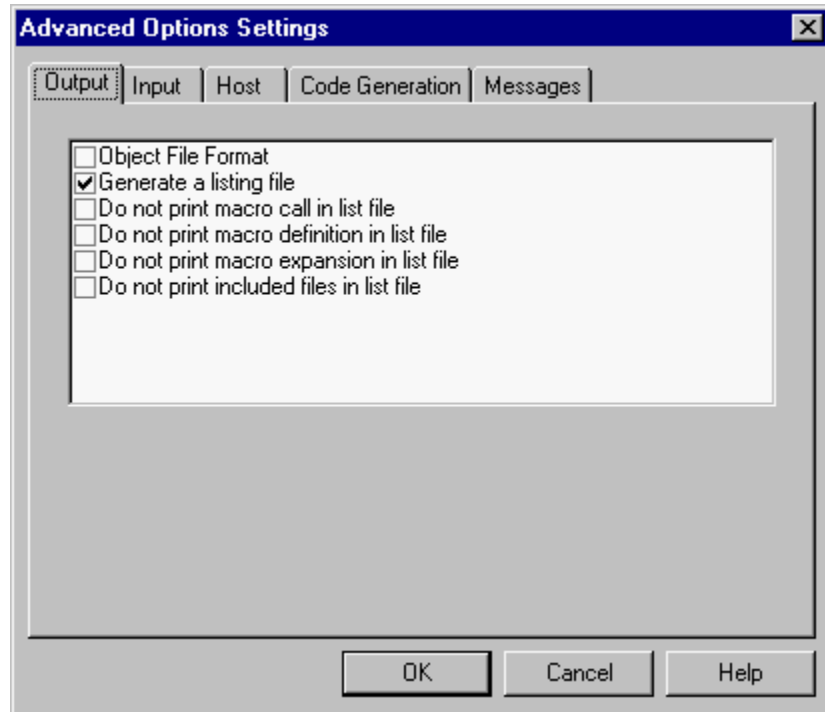 Advanced Options Settings
Output Input Host Code Generation Messages
Object File Format
Generate a listing file
Do not print macro call in list file
Do not print macro definition in list file
Do not print macro expansion in list file
Do not print included files in list file
OK Cancel Help